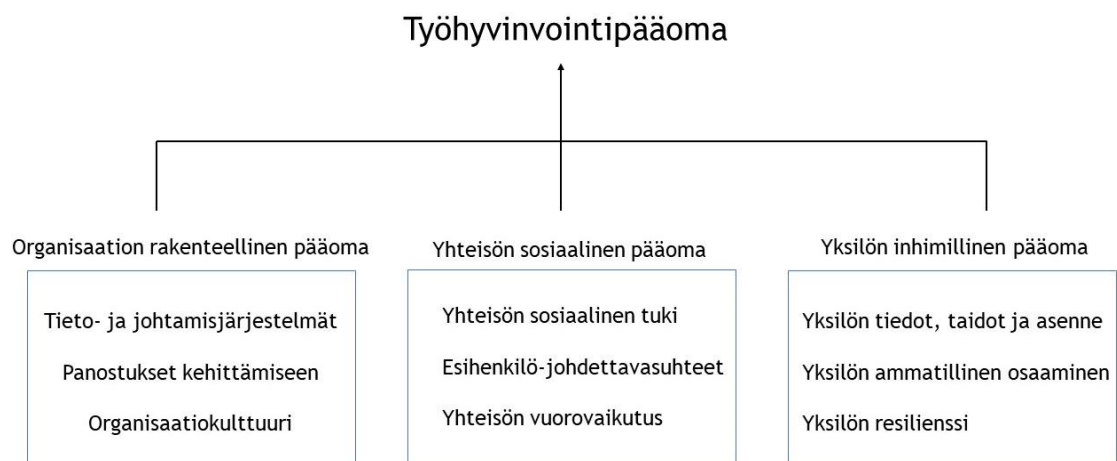 Työhyvinvointipääoma
Organisaation rakenteellinen pääoma
Tieto- ja johtamisjärjestelmät
Panostukset kehittämiseen
Organisaatiokulttuuri
Yhteisön sosiaalinen pääoma
Yhteisön sosiaalinen tuki
Esihenkilö-johdettavasuhteet
Yhteisön vuorovaikutus
Yksilön inhimillinen pääoma
Yksilön tiedot, taidot ja asenne
Yksilön ammatillinen osaaminen
Yksilön resilienssi